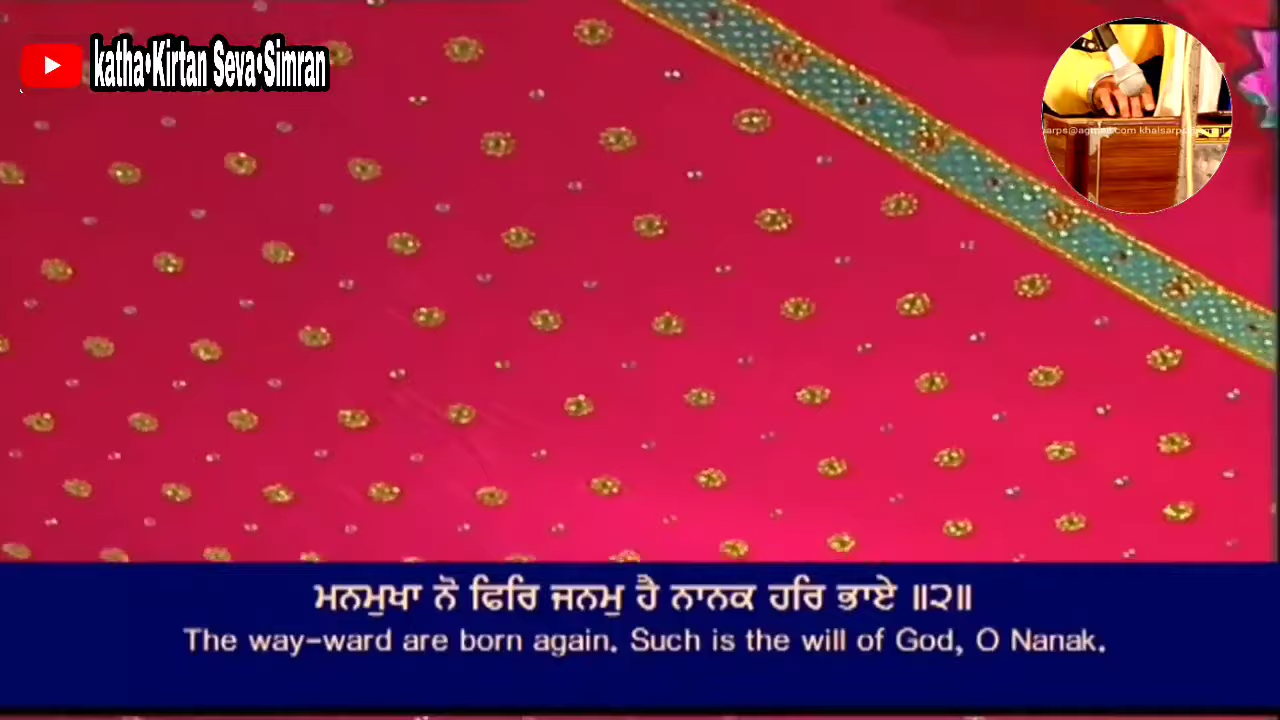 katha•Kirtan Seva•Simran
ਮਨਮੁਖਾ ਨੋ ਫਿਰਿ ਜਨਮੁ ਹੈ ਨਾਨਕ ਹਰਿ ਭਾਏ ॥੨॥
The way-ward are born again. Such is the will of God, O Nanak.